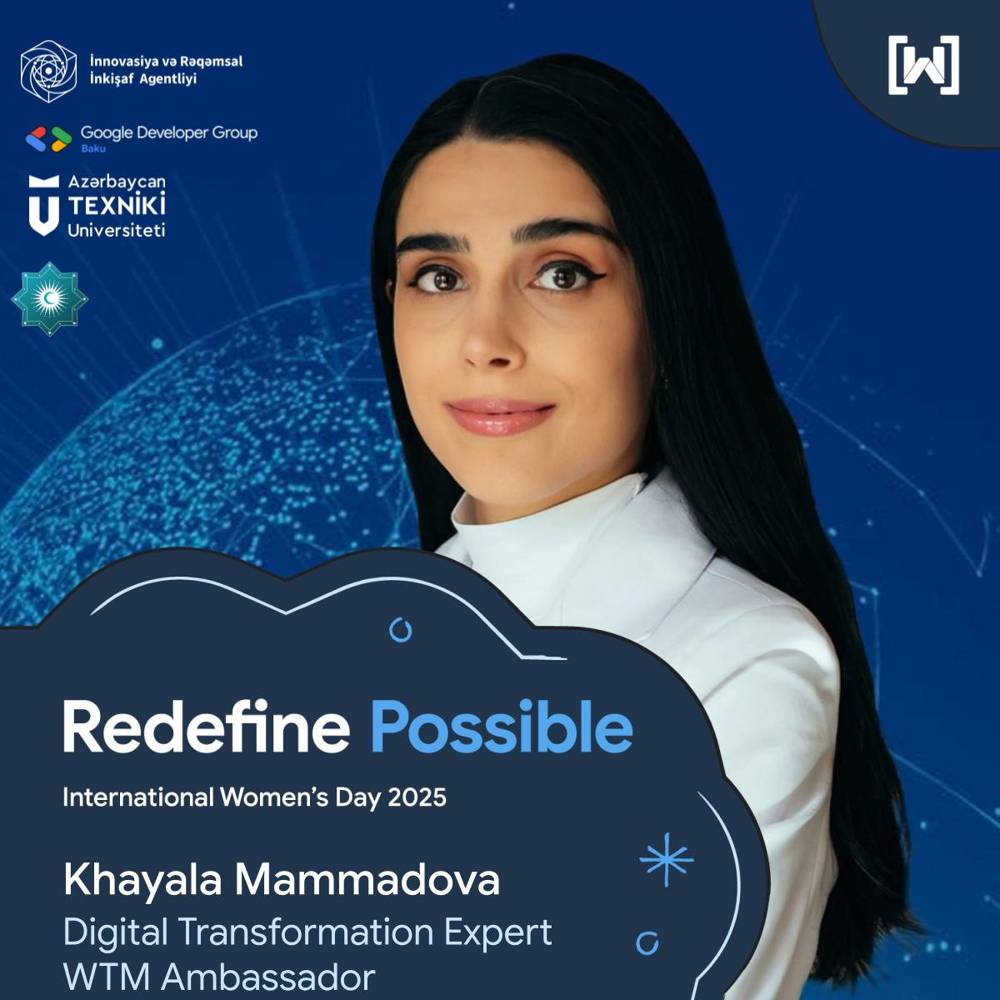 İnnovasiya və Rəqəmsal
İnkişaf Agentliyi
Google Developer Group
Baku
Azərbaycan
TEXNİKİ
Universiteti
[W]
Redefine Possible
International Women’s Day 2025
Khayala Mammadova
Digital Transformation Expert
WTM Ambassador